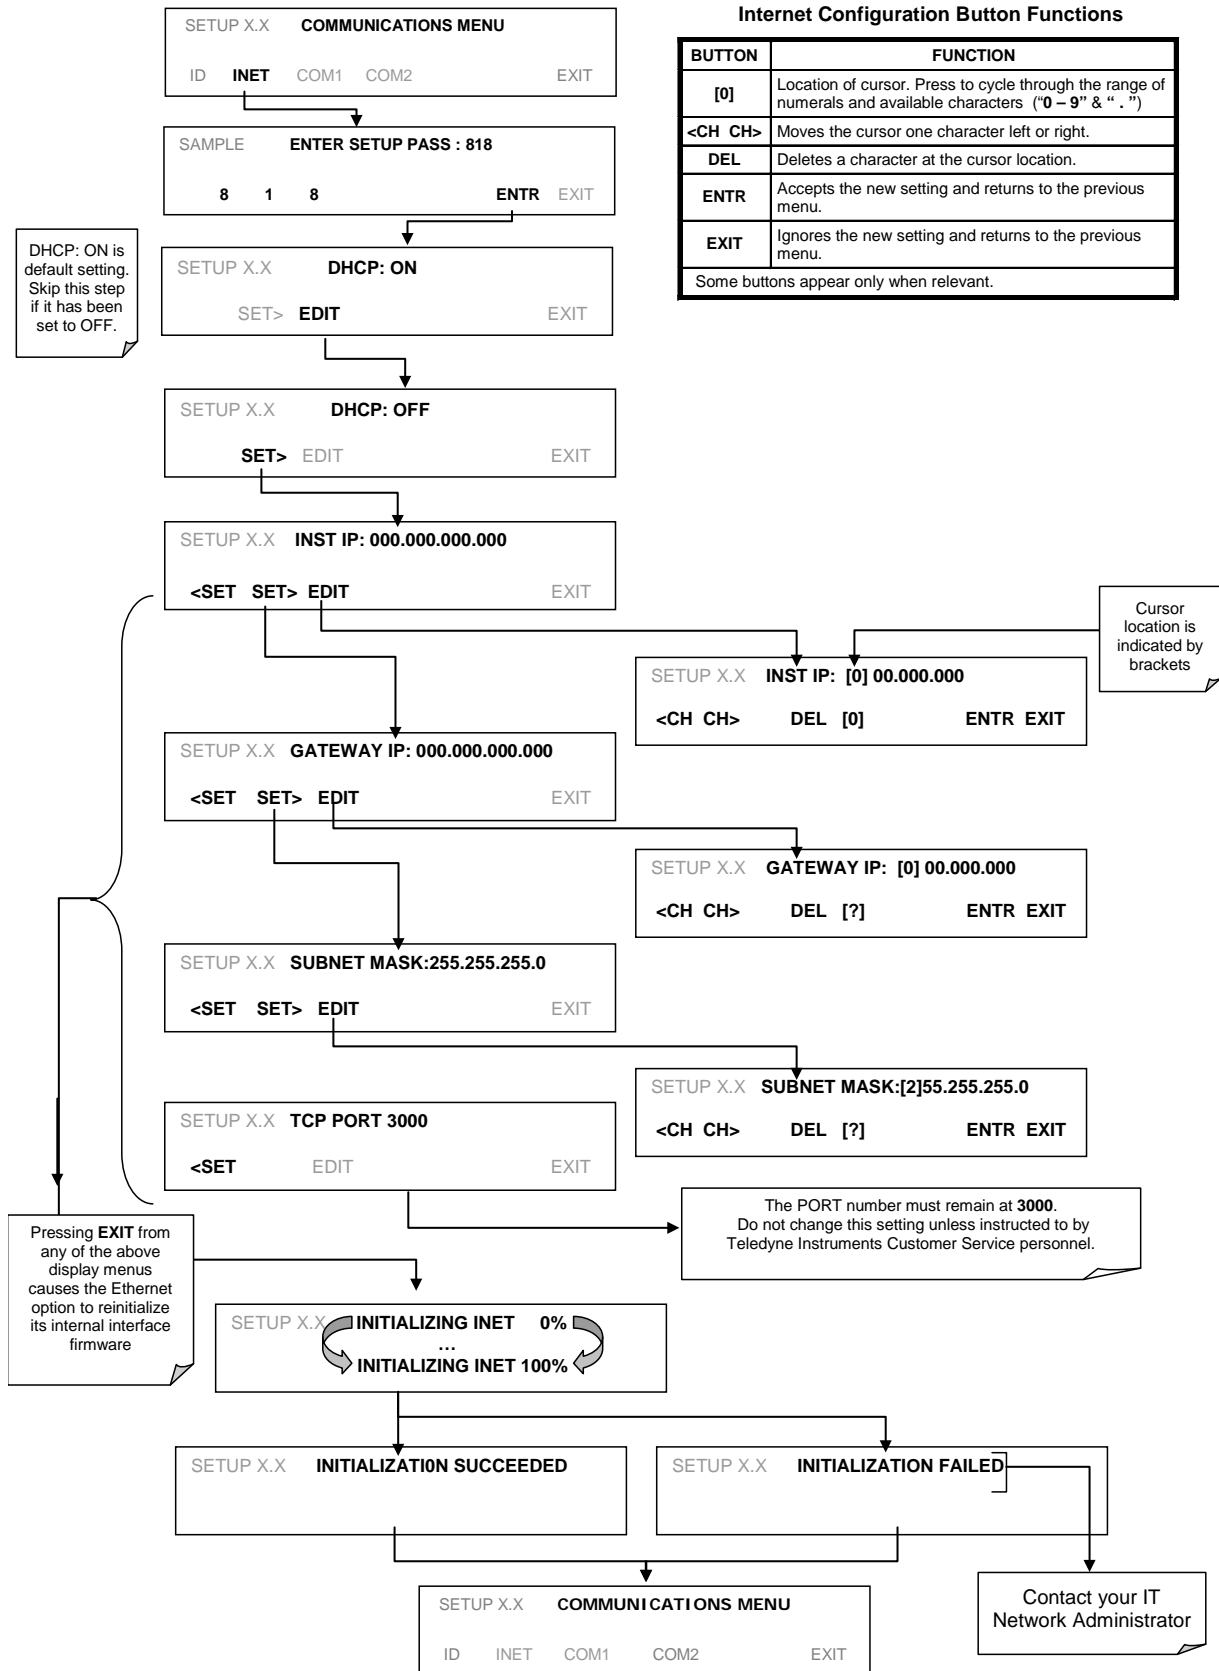 SETUP X.X COMMUNICATIONS MENU
ID INET COM1 COM2 EXIT
Internet Configuration Button Functions
BUTTON FUNCTION
[0] Location of cursor. Press to cycle through the range of
numerals and available characters (“0 – 9” & “ . ”)
<CH CH> Moves the cursor one character left or right.
DEL Deletes a character at the cursor location.
ENTR Accepts the new setting and returns to the previous
menu.
EXIT Ignores the new setting and returns to the previous
menu.
Some buttons appear only when relevant.
SAMPLE ENTER SETUP PASS : 818
8 1 8 ENTR EXIT
DHCP: ON is
default setting.
Skip this step
if it has been
set to OFF.
SETUP X.X DHCP: ON
SET> EDIT EXIT
SETUP X.X DHCP: OFF
SET> EDIT EXIT
SETUP X.X INST IP: 000.000.000.000
<SET SET> EDIT EXIT
Cursor
location is
indicated by
brackets
SETUP X.X INST IP: [0] 00.000.000
<CH CH> DEL [0] ENTR EXIT
SETUP X.X GATEWAY IP: 000.000.000.000
<SET SET> EDIT EXIT
SETUP X.X GATEWAY IP: [0] 00.000.000
<CH CH> DEL [?] ENTR EXIT
SETUP X.X SUBNET MASK:255.255.255.0
<SET SET> EDIT EXIT
SETUP X.X SUBNET MASK:[2]55.255.255.0
<CH CH> DEL [?] ENTR EXIT
SETUP X.X TCP PORT 3000
<SET EDIT EXIT
The PORT number must remain at 3000.
Do not change this setting unless instructed to by
Teledyne Instruments Customer Service personnel.
Pressing EXIT from
any of the above
display menus
causes the Ethernet
option to reinitialize
its internal interface
firmware
SETUP X.X INITIALIZING INET 0%
…
INITIALIZING INET 100%
SETUP X.X INITIALIZATI0N SUCCEEDED
SETUP X.X INITIALIZATION FAILED
Contact your IT
Network Administrator
SETUP X.X COMMUNICATIONS MENU
ID INET COM1 COM2 EXIT